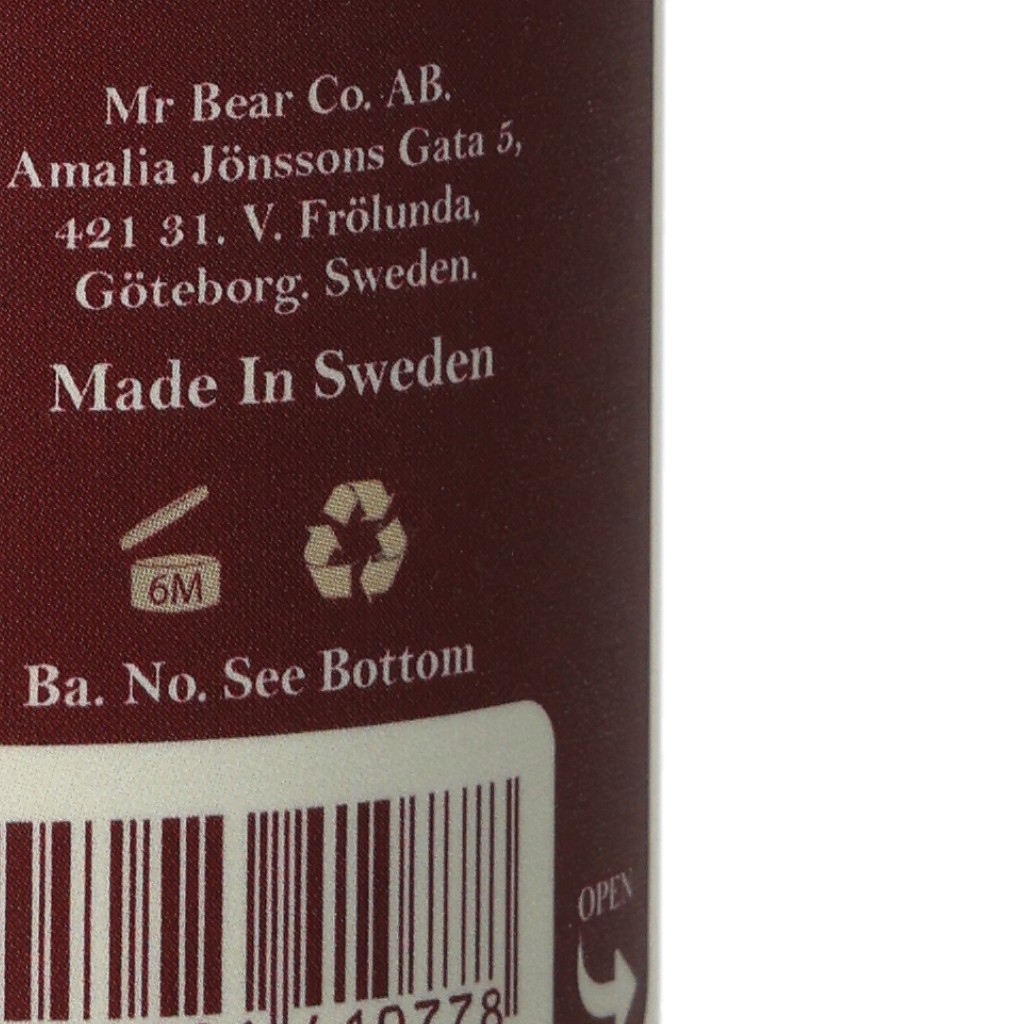 Mr Bear Co. AB.
Amalia Jönssons Gata 5,
421 31. V. Frölunda,
Göteborg. Sweden.
Made In Sweden
6M
Ba. No. See Bottom
OPEN